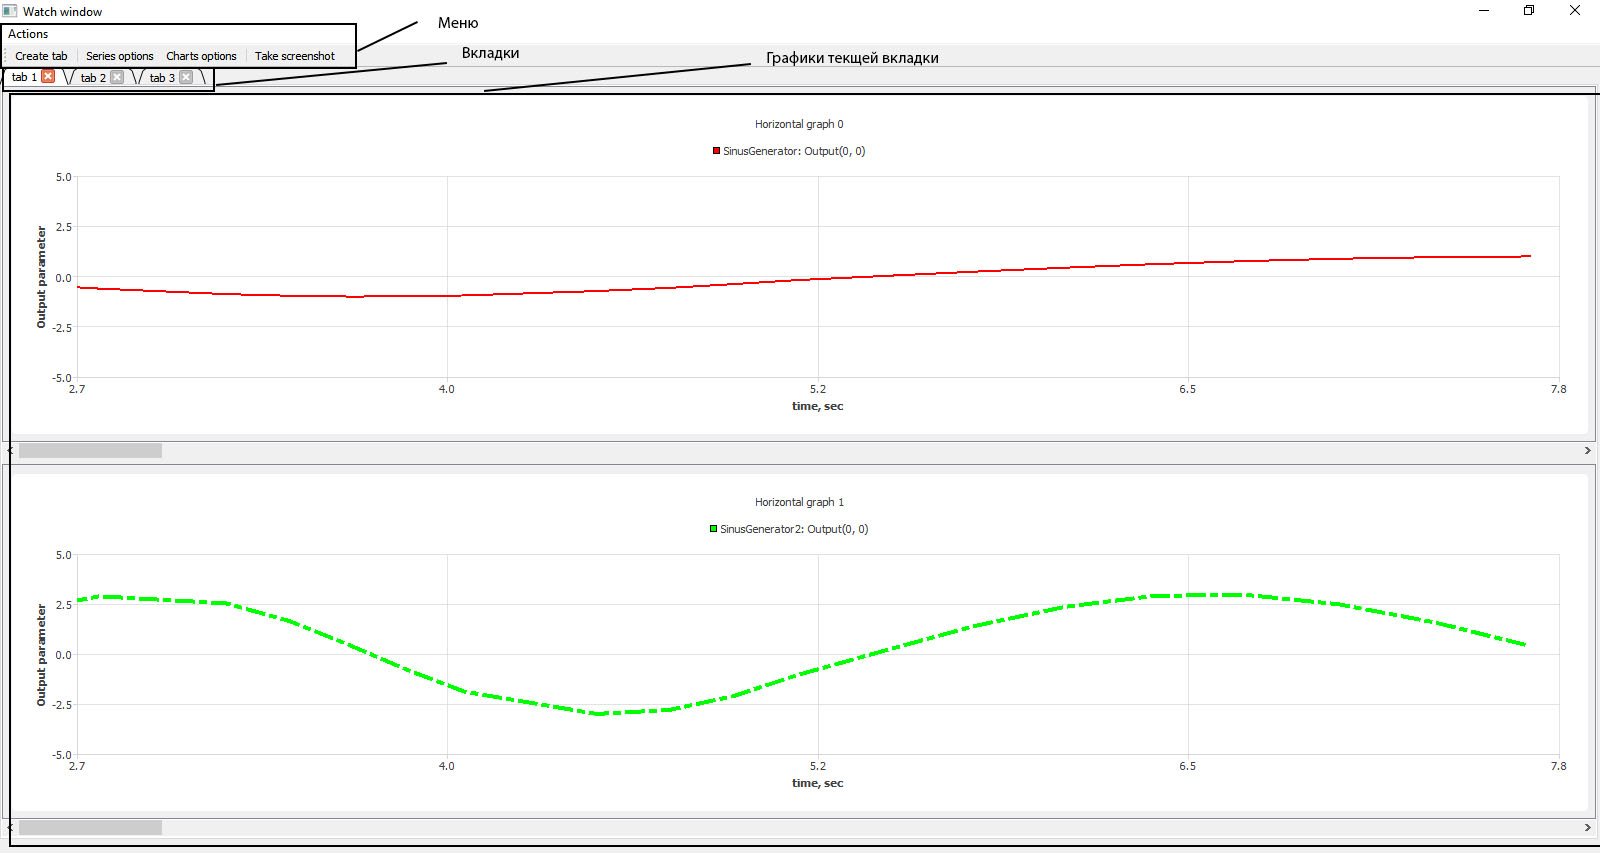 Watch window
Меню
Actions
Вкладки
Create tab Series options Charts options Take screenshot
Графики текщей вкладки
tab 1 tab 2 tab 3
Horizontal graph 0
SinusGenerator: Output(0, 0)
5.0
2.5
0.0
-2.5
-5.0
Output parameter
2.7 4.0 5.2 6.5 7.8
time, sec
Horizontal graph 1
SinusGenerator2: Output(0, 0)
5.0
2.5
0.0
-2.5
-5.0
Output parameter
2.7 4.0 5.2 6.5 7.8
time, sec